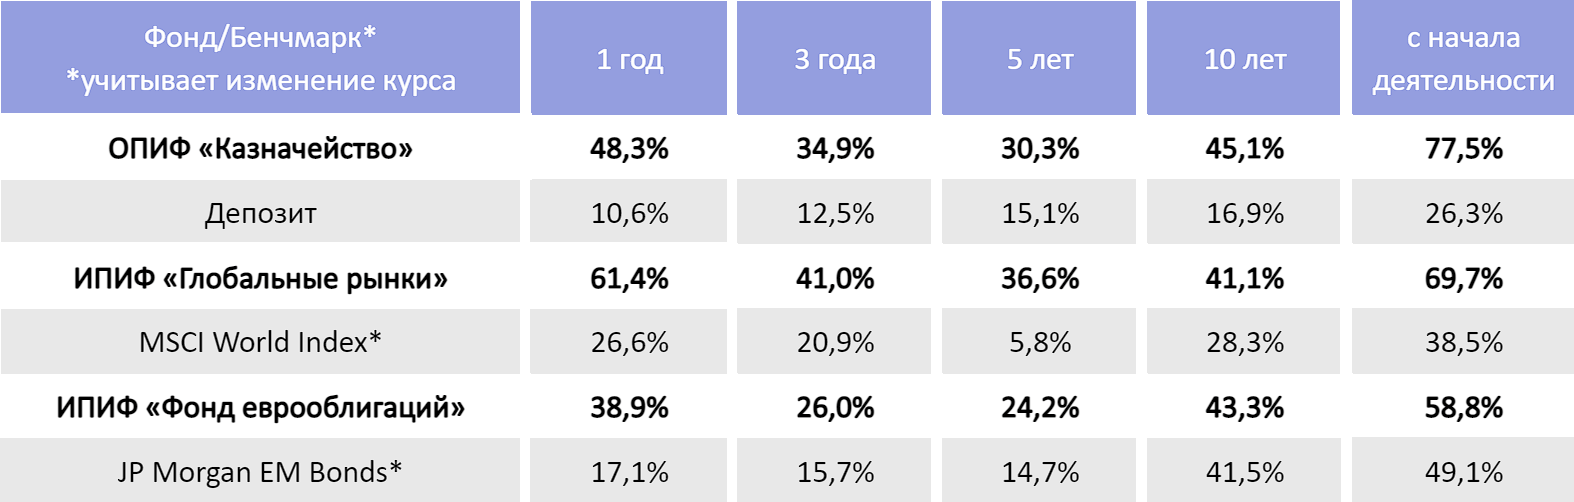 Фонд/Бенчмарк*
*учитывает изменение курса
1 год
3 года
5 лет
10 лет
с начала
деятельности
ОПИФ «Казначейство» 48,3% 34,9% 30,3% 45,1% 77,5%
Депозит 10,6% 12,5% 15,1% 16,9% 26,3%
ИПИФ «Глобальные рынки» 61,4% 41,0% 36,6% 41,1% 69,7%
MSCI World Index* 26,6% 20,9% 5,8% 28,3% 38,5%
ИПИФ «Фонд еврооблигаций» 38,9% 26,0% 24,2% 43,3% 58,8%
JP Morgan EM Bonds* 17,1% 15,7% 14,7% 41,5% 49,1%